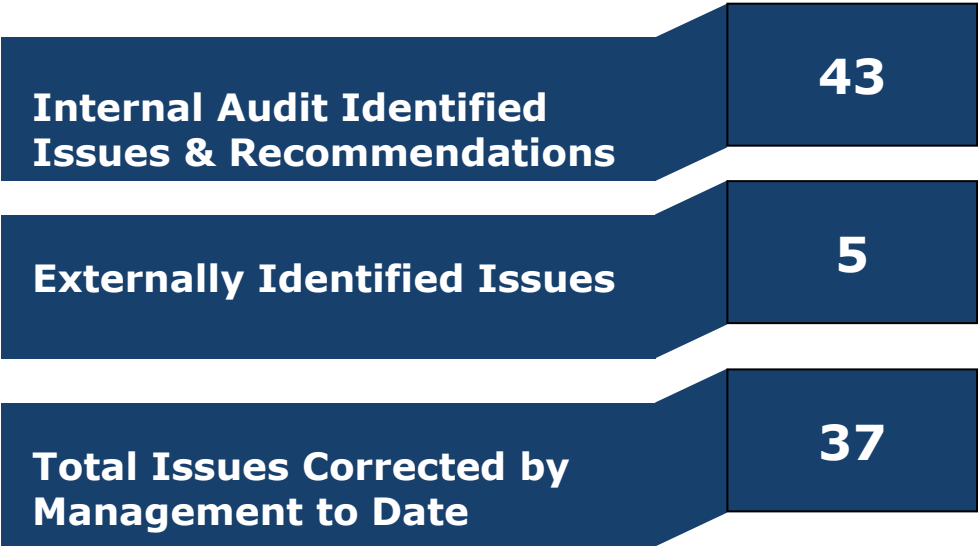 Internal Audit Identified
Issues & Recommendations
43
Externally Identified Issues
5
Total Issues Corrected by
Management to Date
37